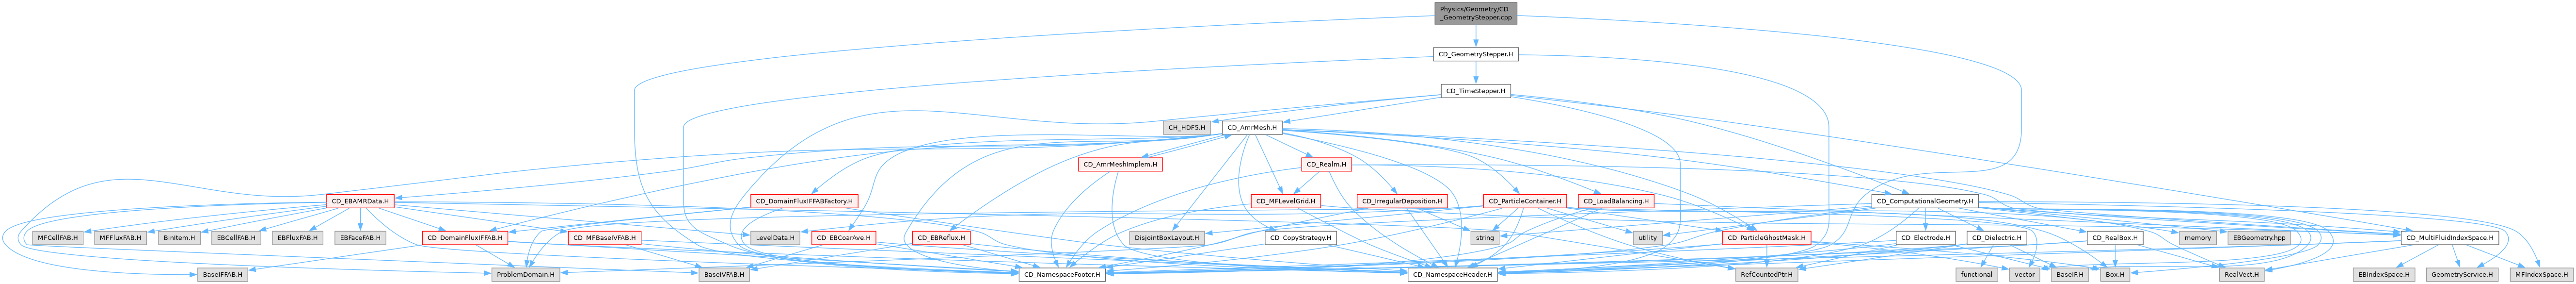 Physics/Geometry/CD
_GeometryStepper.cpp
CD_GeometryStepper.H
CD_TimeStepper.H
CH_HDF5.H
CD_AmrMesh.H
CD_AmrMeshImplem.H
CD_Realm.H
CD_EBAMRData.H
CD_DomainFluxIFFABFactory.H
CD_MFLevelGrid.H
CD_IrregularDeposition.H
CD_ParticleContainer.H
CD_LoadBalancing.H
CD_ComputationalGeometry.H
MFCellFAB.H
MFFluxFAB.H
BinItem.H
EBCellFAB.H
EBFluxFAB.H
EBFaceFAB.H
CD_DomainFluxIFFAB.H
CD_MFBaseIVFAB.H
LevelData.H
CD_EBCoarAve.H
CD_EBReflux.H
DisjointBoxLayout.H
CD_CopyStrategy.H
string
utility
CD_ParticleGhostMask.H
CD_Electrode.H
CD_Dielectric.H
CD_RealBox.H
memory
EBGeometry.hpp
CD_MultiFluidIndexSpace.H
BaseIFFAB.H
ProblemDomain.H
BaseIVFAB.H
CD_NamespaceFooter.H
CD_NamespaceHeader.H
RefCountedPtr.H
functional
vector
BaseIF.H
Box.H
RealVect.H
EBIndexSpace.H
GeometryService.H
MFIndexSpace.H